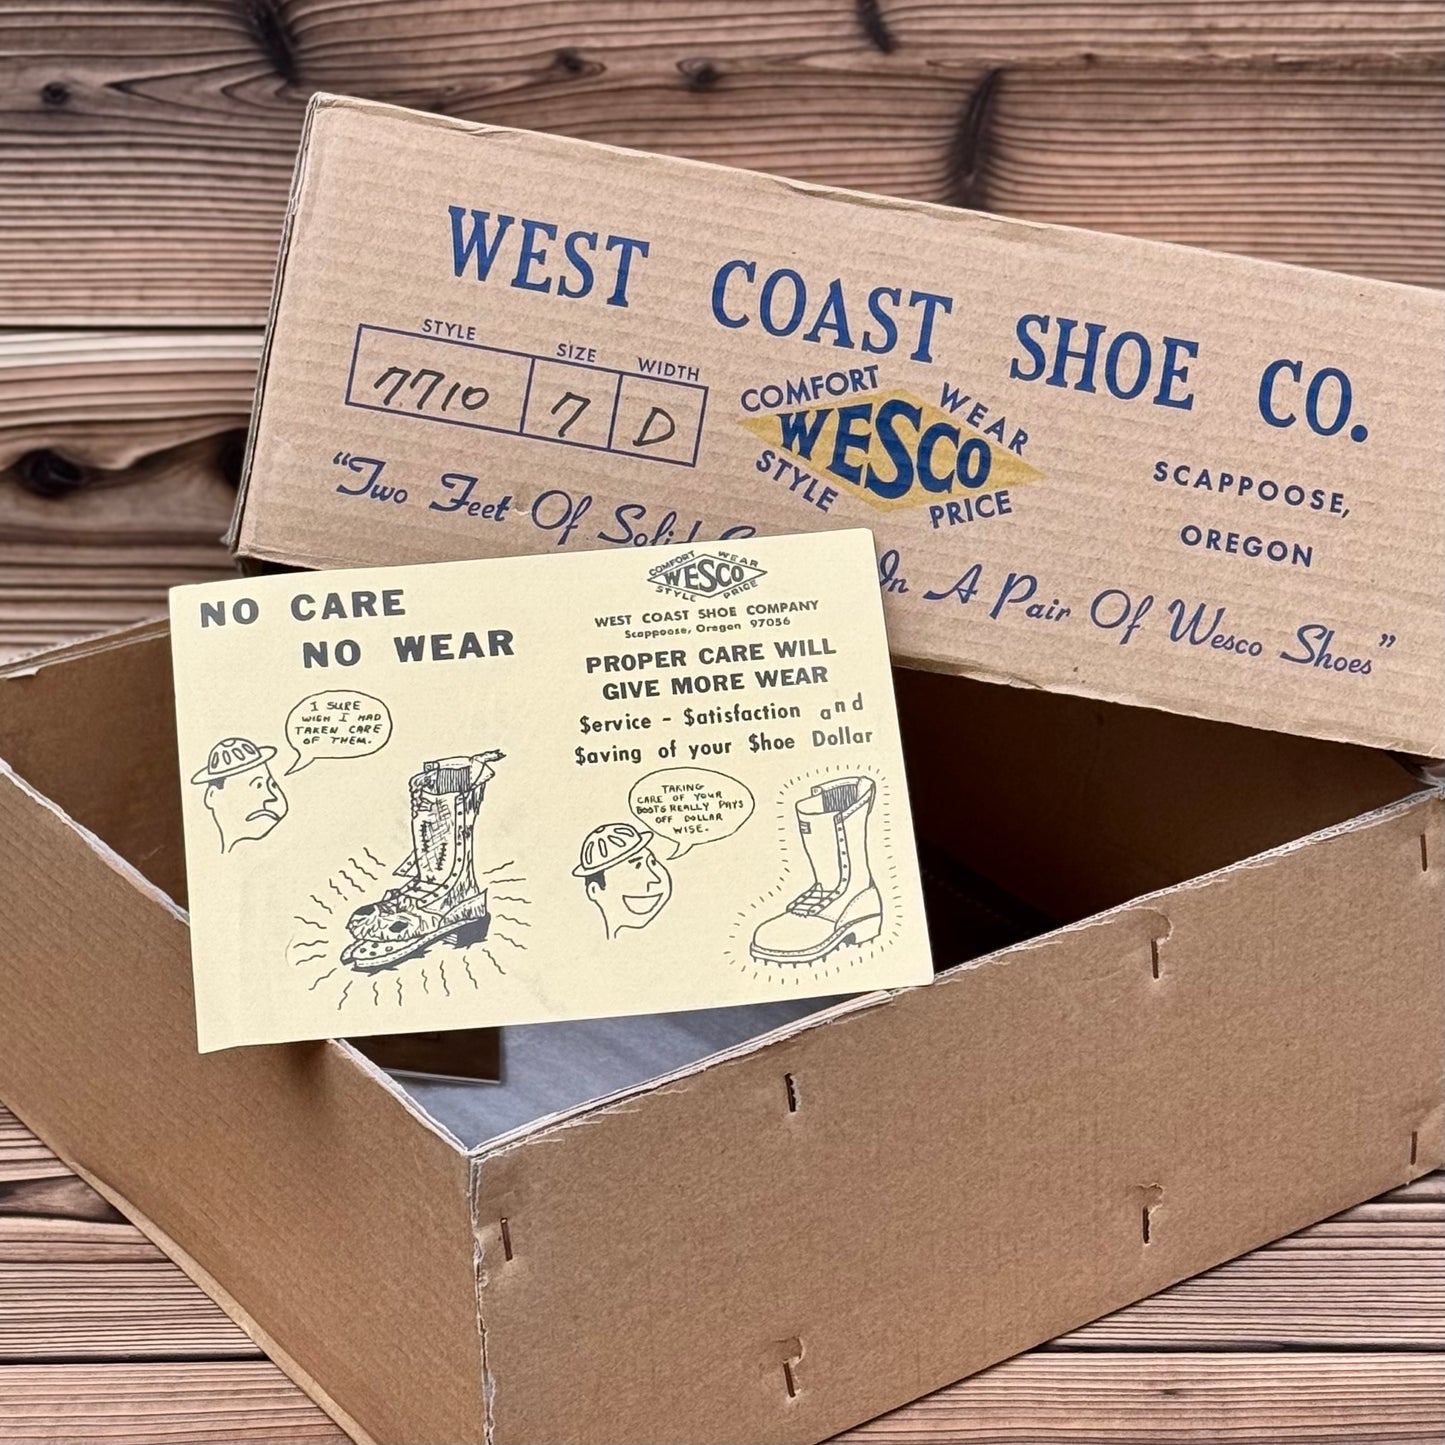 WEST COAST SHOE CO.
STYLE SIZE WIDTH
7710 7 D
COMFORT WEAR
WESCO
STYLE PRICE
SCAPPOOSE,
OREGON
"Two Feet Of Solid In A Pair Of Wesco Shoes"
NO CARE
NO WEAR
I SURE
WISH I HAD
TAKEN CARE
OF THEM.
COMFORT WEAR
WESCO
STYLE PRICE
WEST COAST SHOE COMPANY
Scappoose, Oregon 97056
PROPER CARE WILL
GIVE MORE WEAR
$ervice - $atisfaction and
$aving of your $hoe Dollar
TAKING
CARE OF YOUR
BOOTS REALLY PAYS
OFF DOLLAR
WISE.